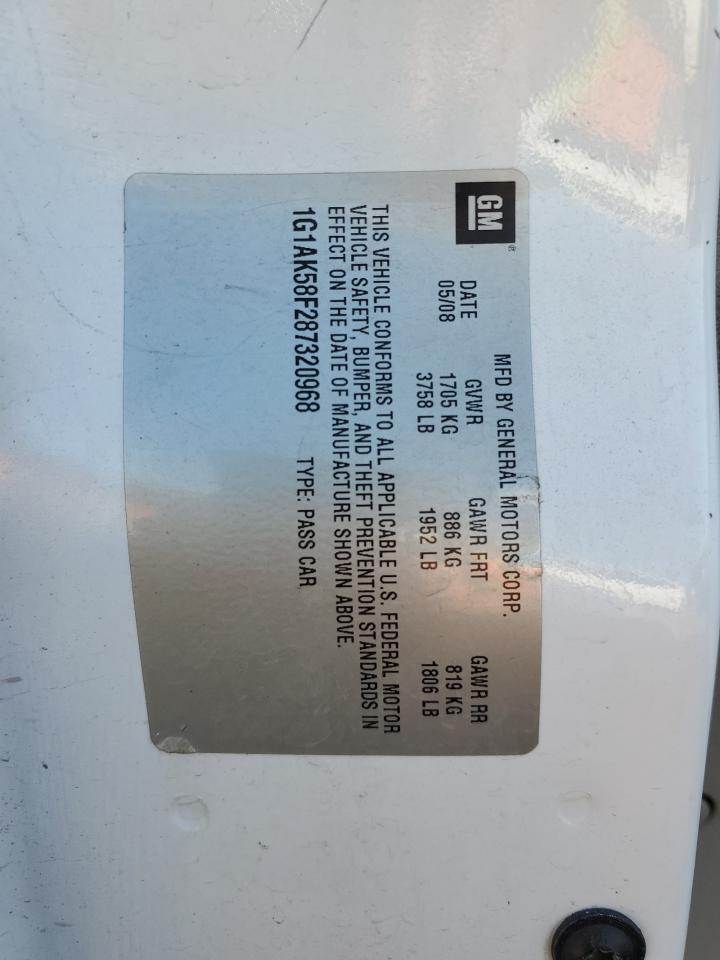 GM
MFD BY GENERAL MOTORS CORP.
DATE GVWR GAWR FRT GAWR RR
05/08 1705 KG 886 KG 819 KG
3758 LB 1952 LB 1806 LB
THIS VEHICLE CONFORMS TO ALL APPLICABLE U.S. FEDERAL MOTOR
VEHICLE SAFETY, BUMPER, AND THEFT PREVENTION STANDARDS IN
EFFECT ON THE DATE OF MANUFACTURE SHOWN ABOVE.
1G1AK58F287320968 TYPE: PASS CAR